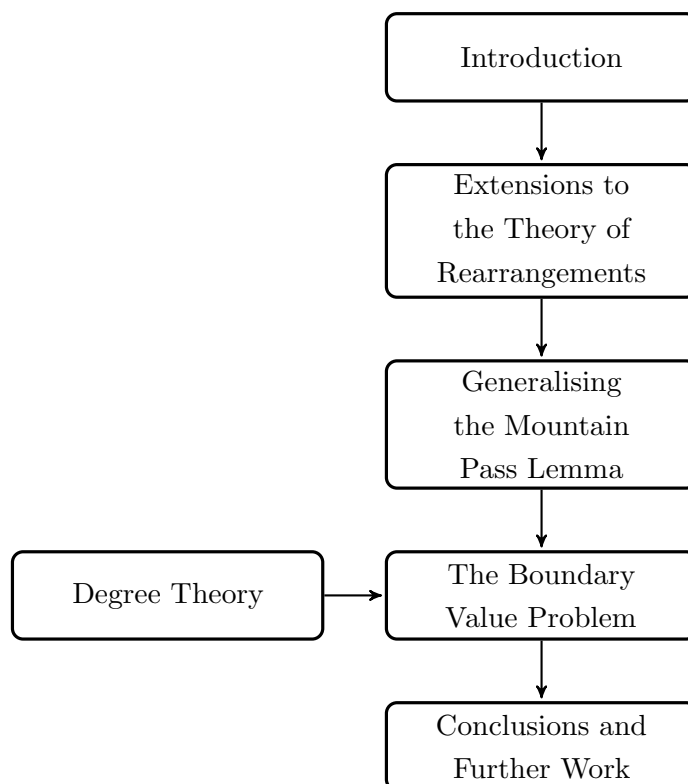 Introduction
Extensions to
the Theory of
Rearrangements
Generalising
the Mountain
Pass Lemma
Degree Theory
The Boundary
Value Problem
Conclusions and
Further Work